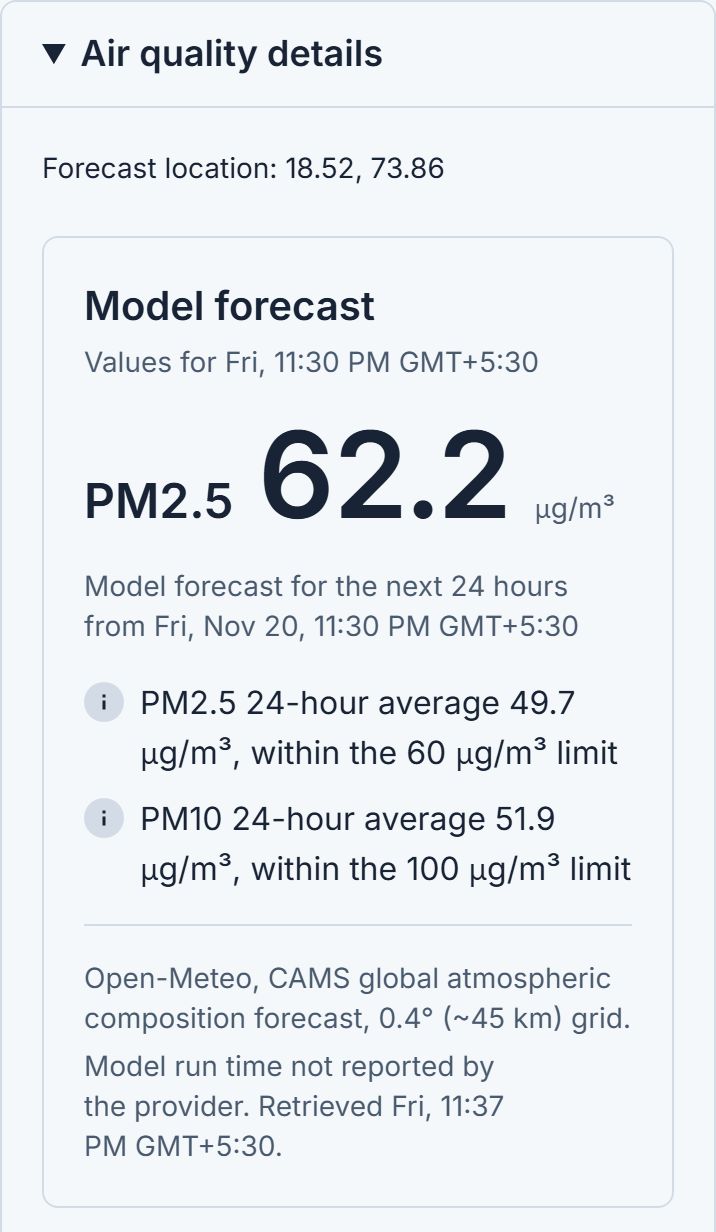 ▼ Air quality details
Forecast location: 18.52, 73.86
Model forecast
Values for Fri, 11:30 PM GMT+5:30
PM2.5 62.2 µg/m³
Model forecast for the next 24 hours
from Fri, Nov 20, 11:30 PM GMT+5:30
i PM2.5 24-hour average 49.7
µg/m³, within the 60 µg/m³ limit
i PM10 24-hour average 51.9
µg/m³, within the 100 µg/m³ limit
Open-Meteo, CAMS global atmospheric
composition forecast, 0.4° (~45 km) grid.
Model run time not reported by
the provider. Retrieved Fri, 11:37
PM GMT+5:30.